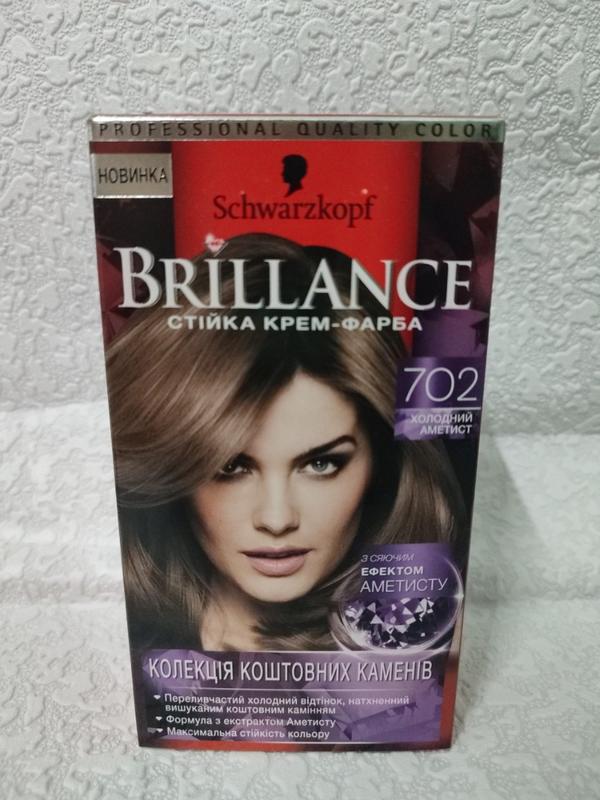 PROFESSIONAL QUALITY COLOR
НОВИНКА
Schwarzkopf
BRILLANCE
СТІЙКА КРЕМ-ФАРБА
702
ХОЛОДНИЙ
АМЕТИСТ
З СЯЮЧИМ
ЕФЕКТОМ
АМЕТИСТУ
КОЛЕКЦІЯ КОШТОВНИХ КАМЕНІВ
Переливчастий холодний відтінок, натхненний
вишуканим коштовним камінням
Формула з екстрактом Аметисту
Максимальна стійкість кольору